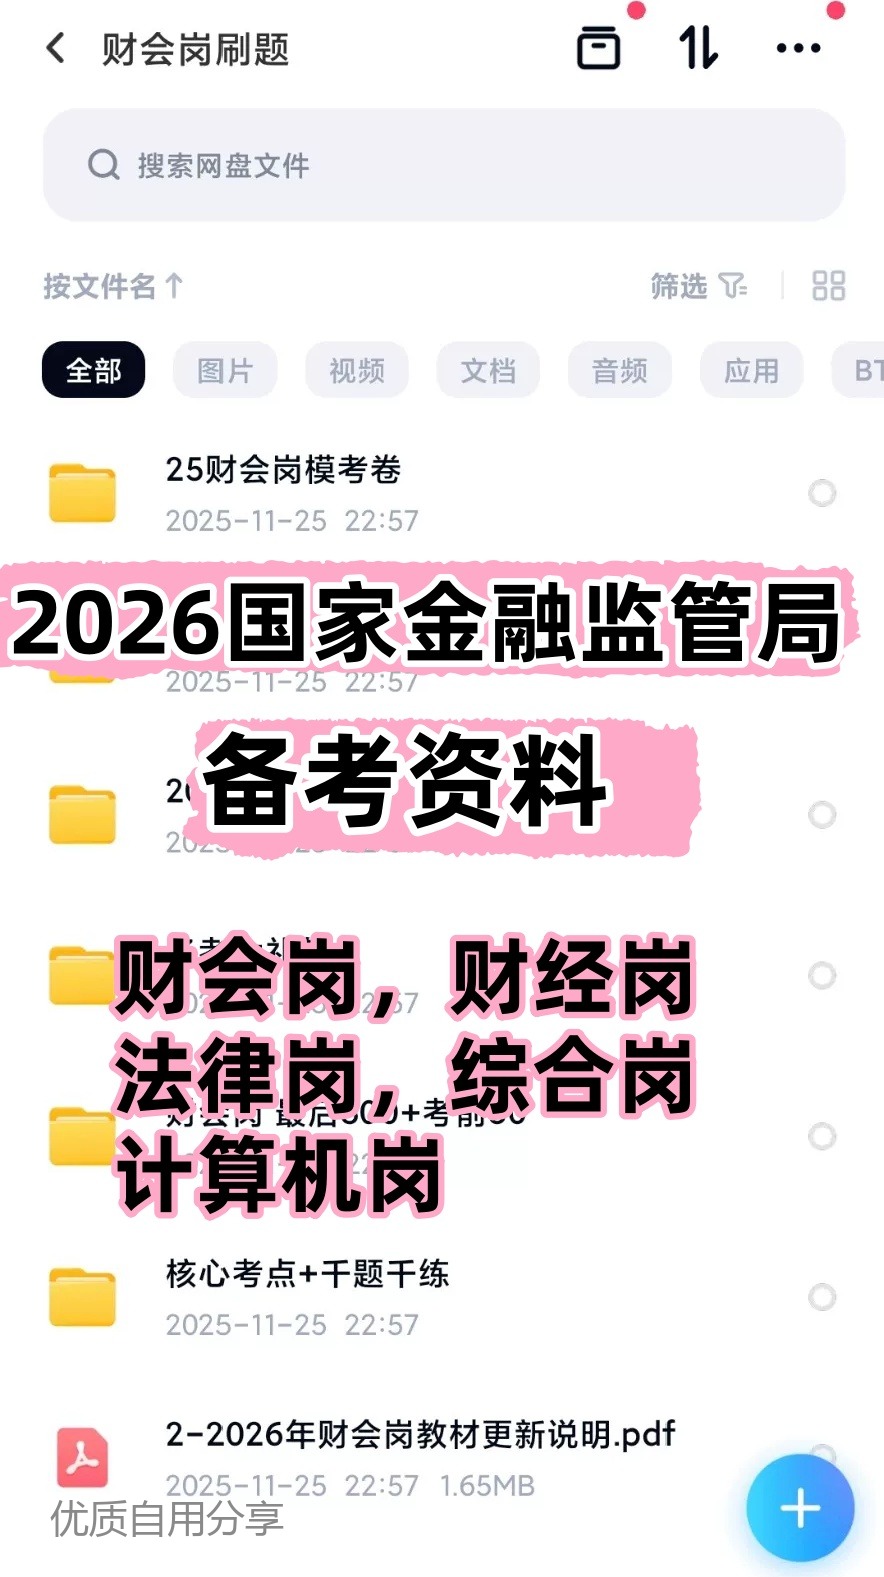 财会岗刷题
搜索网盘文件
按文件名↑
筛选
全部 图片 视频 文档 音频 应用 BT
25财会岗模考卷
2025-11-25 22:57
2026国家金融监管局
2025-11-25 22:57
备考资料
财会岗，财经岗
法律岗，综合岗
计算机岗
核心考点+千题千练
2025-11-25 22:57
2-2026年财会岗教材更新说明.pdf
2025-11-25 22:57 1.65MB
优质自用分享